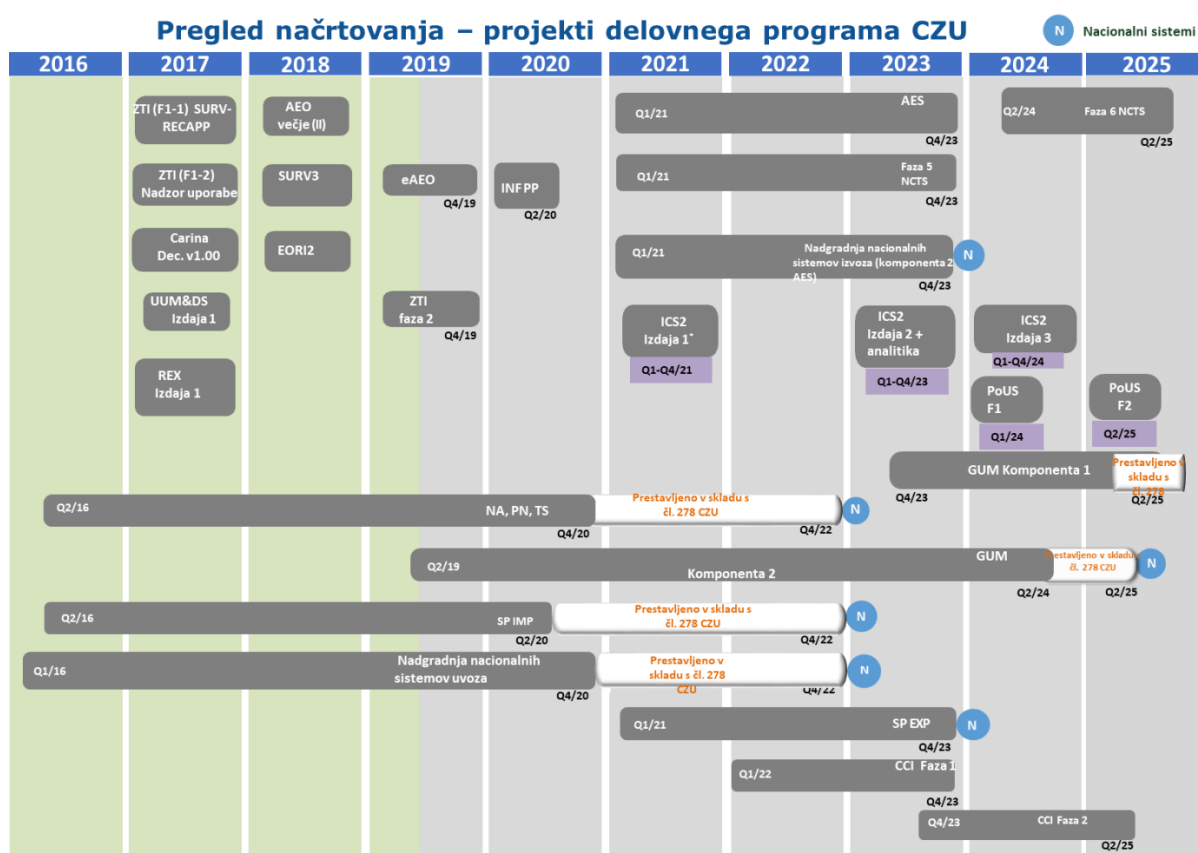 Pregled načrtovanja – projekti delovnega programa CZU
N Nacionalni sistemi
2016 2017 2018 2019 2020 2021 2022 2023 2024 2025
ZTI (F1-1) SURV-
RECAPP
AEO
večje (II)
Q1/21 AES
Q4/23
Q2/24 Faza 6 NCTS
Q2/25
ZTI (F1-2)
Nadzor uporabe
SURV3
eAEO
Q4/19
INF PP
Q2/20
Q1/21 Faza 5
NCTS
Q4/23
Carina
Dec. v1.00
EORI2
Q1/21 Nadgradnja nacionalnih
sistemov izvoza (komponenta 2
AES)
N
Q4/23
UUM&DS
Izdaja 1
ZTI
faza 2
Q4/19
ICS2
Izdaja 1*
Q1-Q4/21
ICS2
Izdaja 2 +
analitika
Q1-Q4/23
ICS2
Izdaja 3
Q1-Q4/24
REX
Izdaja 1
PoUS
F1
Q1/24
PoUS
F2
Q2/25
GUM Komponenta 1
Prestavljeno v
skladu s
čl. 278
Q4/23
Q2/25
Q2/16 NA, PN, TS
Q4/20
Prestavljeno v skladu s
čl. 278 CZU
Q4/22
N
Q2/19 Komponenta 2 GUM
Q2/24
Prestavljeno v skladu s
čl. 278 CZU
Q2/25
N
Q2/16 SP IMP
Q2/20
Prestavljeno v skladu s
čl. 278 CZU
Q4/22
N
Q1/16 Nadgradnja nacionalnih
sistemov uvoza
Q4/20
Prestavljeno v
skladu s čl. 278
CZU
Q4/22
N
Q1/21 SP EXP
Q4/23
N
Q1/22 CCI Faza 1
Q4/23
Q4/23 CCI Faza 2
Q2/25